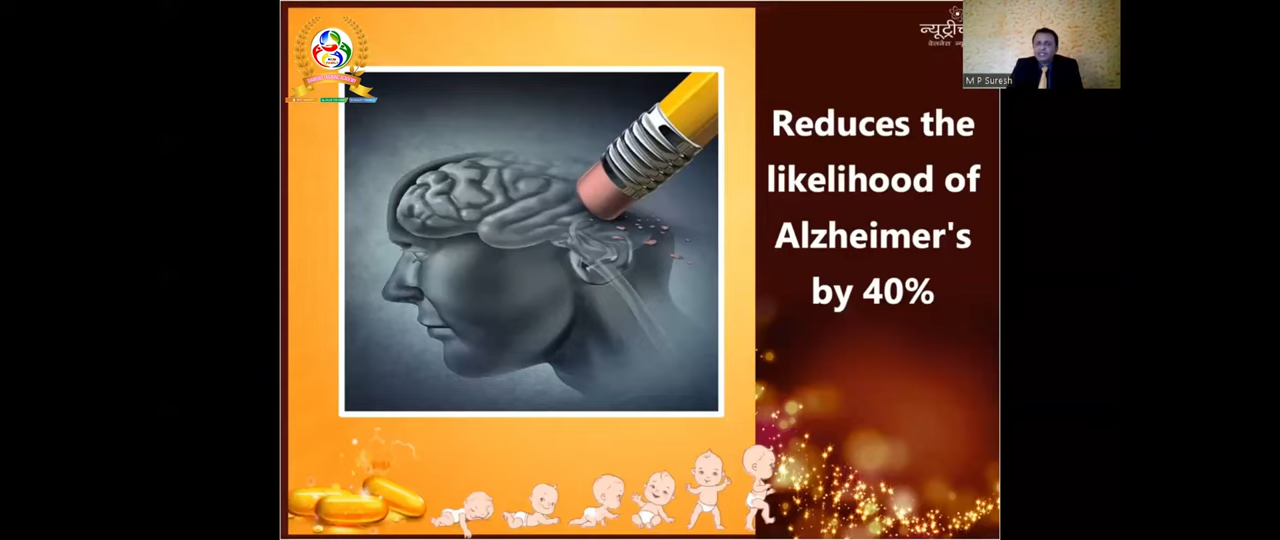 न्यूट्रीच
M P Suresh
Reduces the
likelihood of
Alzheimer's
by 40%